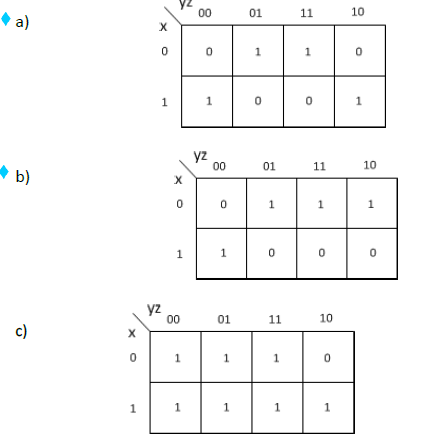 a)
yz
00 01 11 10
x
0 0 1 1 0
1 1 0 0 1
b)
yz
00 01 11 10
x
0 0 1 1 1
1 1 0 0 0
c)
yz
00 01 11 10
x
0 1 1 1 0
1 1 1 1 1